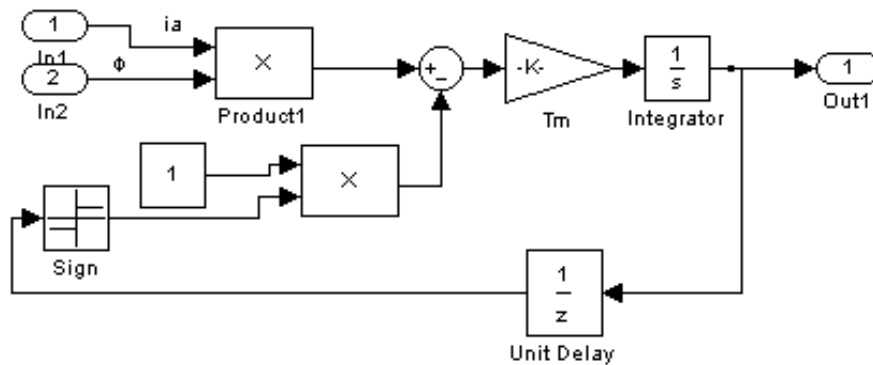 1
ia
In1
2
ϕ
In2
×
Product1
+
−
-K-
Tm
1
s
Integrator
1
Out1
1
×
Sign
1
z
Unit Delay